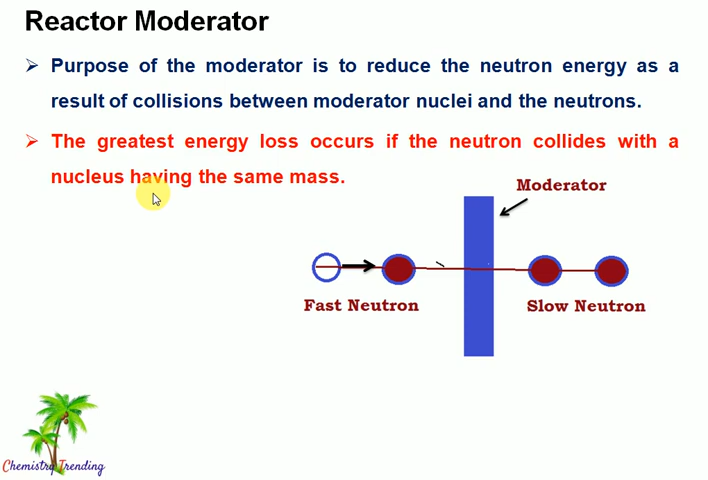 Reactor Moderator
➢ Purpose of the moderator is to reduce the neutron energy as a
result of collisions between moderator nuclei and the neutrons.
➢ The greatest energy loss occurs if the neutron collides with a
nucleus having the same mass.
Moderator
Fast Neutron
Slow Neutron
Chemistry Trending